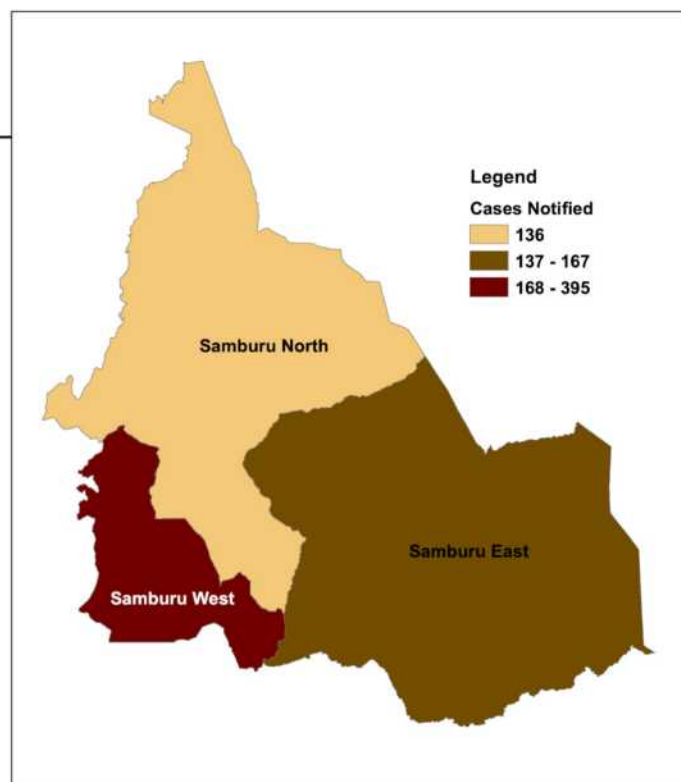 Legend
Cases Notified
136
137 - 167
168 - 395
Samburu North
Samburu East
Samburu West